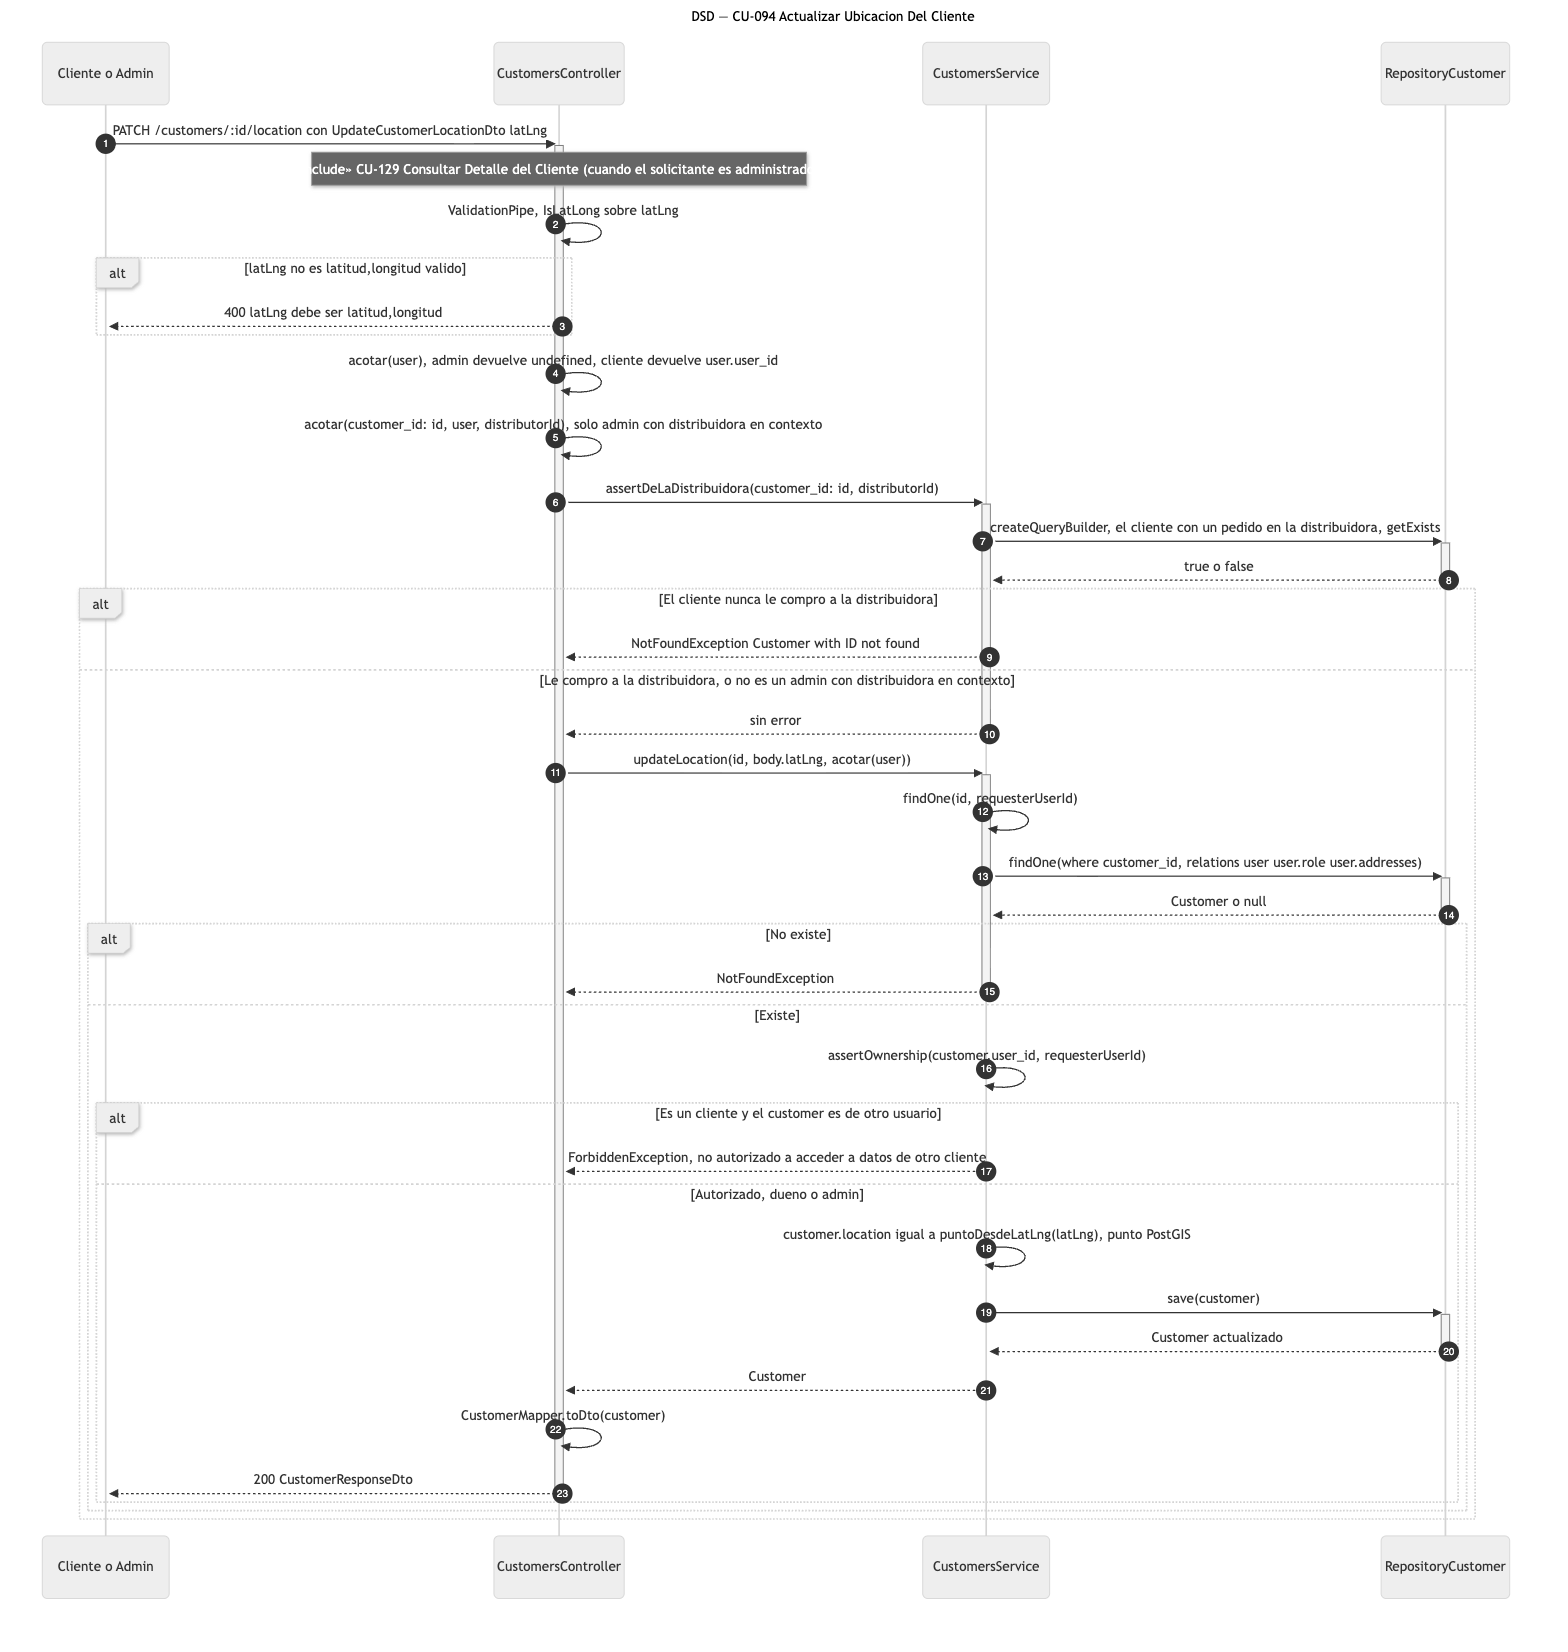 DSD — CU-094 Actualizar Ubicacion Del Cliente
Cliente o Admin
CustomersController
CustomersService
RepositoryCustomer
PATCH /customers/:id/location con UpdateCustomerLocationDto latLng
1
clude» CU-129 Consultar Detalle del Cliente (cuando el solicitante es administrad
ValidationPipe, IsLatLong sobre latLng
2
alt
[latLng no es latitud,longitud valido]
400 latLng debe ser latitud,longitud
3
acotar(user), admin devuelve undefined, cliente devuelve user.user_id
4
acotar(customer_id: id, user, distributorId), solo admin con distribuidora en contexto
5
assertDeLaDistribuidora(customer_id: id, distributorId)
6
createQueryBuilder, el cliente con un pedido en la distribuidora, getExists
7
true o false
8
alt
[El cliente nunca le compro a la distribuidora]
NotFoundException Customer with ID not found
9
[Le compro a la distribuidora, o no es un admin con distribuidora en contexto]
sin error
10
updateLocation(id, body.latLng, acotar(user))
11
findOne(id, requesterUserId)
12
findOne(where customer_id, relations user user.role user.addresses)
13
Customer o null
14
alt
[No existe]
NotFoundException
15
[Existe]
assertOwnership(customer.user_id, requesterUserId)
16
alt
[Es un cliente y el customer es de otro usuario]
ForbiddenException, no autorizado a acceder a datos de otro cliente
17
[Autorizado, dueno o admin]
customer.location igual a puntoDesdeLatLng(latLng), punto PostGIS
18
save(customer)
19
Customer actualizado
20
Customer
21
CustomerMapper.toDto(customer)
22
200 CustomerResponseDto
23
Cliente o Admin
CustomersController
CustomersService
RepositoryCustomer